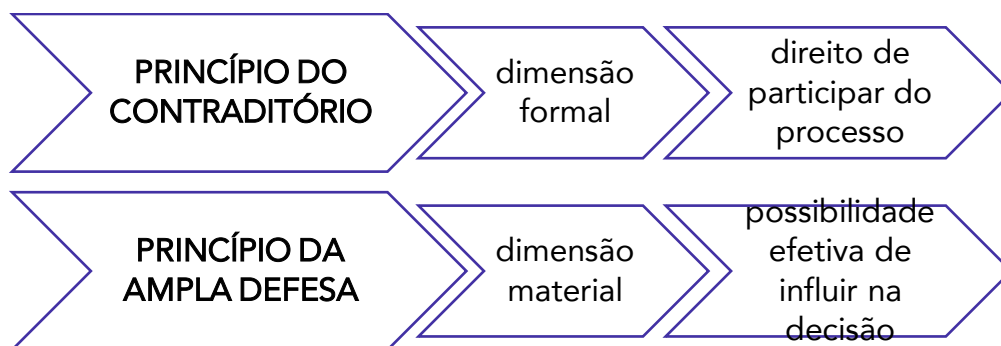 PRINCÍPIO DO
CONTRADITÓRIO
dimensão
formal
direito de
participar do
processo
PRINCÍPIO DA
AMPLA DEFESA
dimensão
material
possibilidade
efetiva de
influir na
decisão